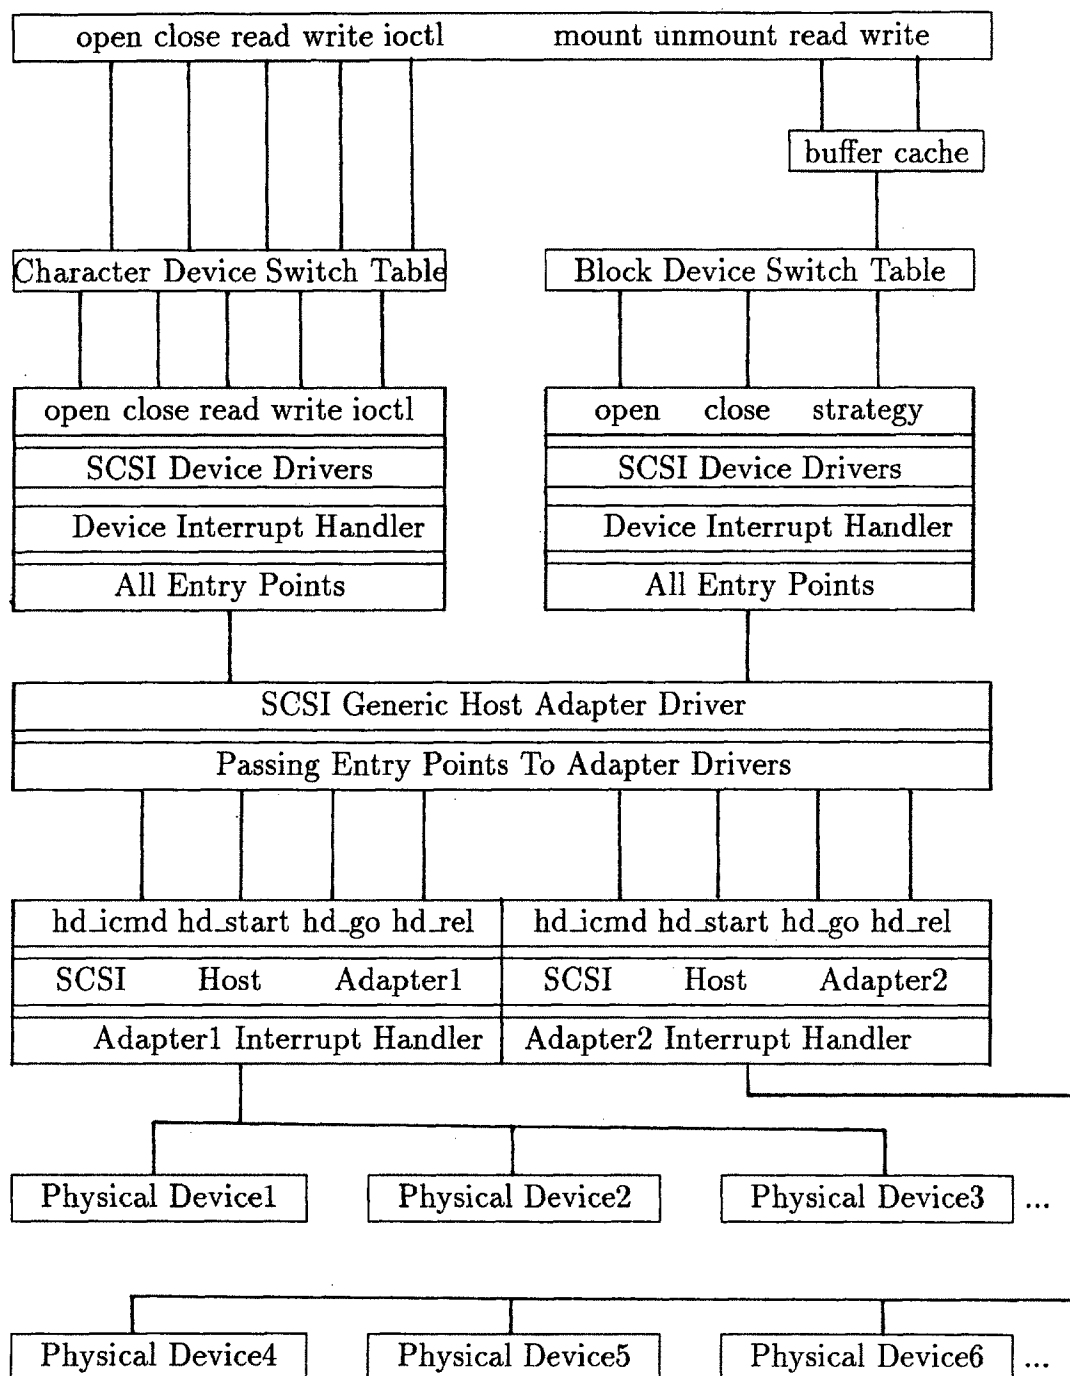 open close read write ioctl mount unmount read write
buffer cache
Character Device Switch Table
Block Device Switch Table
open close read write ioctl
open close strategy
SCSI Device Drivers
SCSI Device Drivers
Device Interrupt Handler
Device Interrupt Handler
All Entry Points
All Entry Points
SCSI Generic Host Adapter Driver
Passing Entry Points To Adapter Drivers
hd_icmd hd_start hd_go hd_rel
hd_icmd hd_start hd_go hd_rel
SCSI Host Adapter1
SCSI Host Adapter2
Adapter1 Interrupt Handler
Adapter2 Interrupt Handler
Physical Device1
Physical Device2
Physical Device3 ...
Physical Device4
Physical Device5
Physical Device6 ...